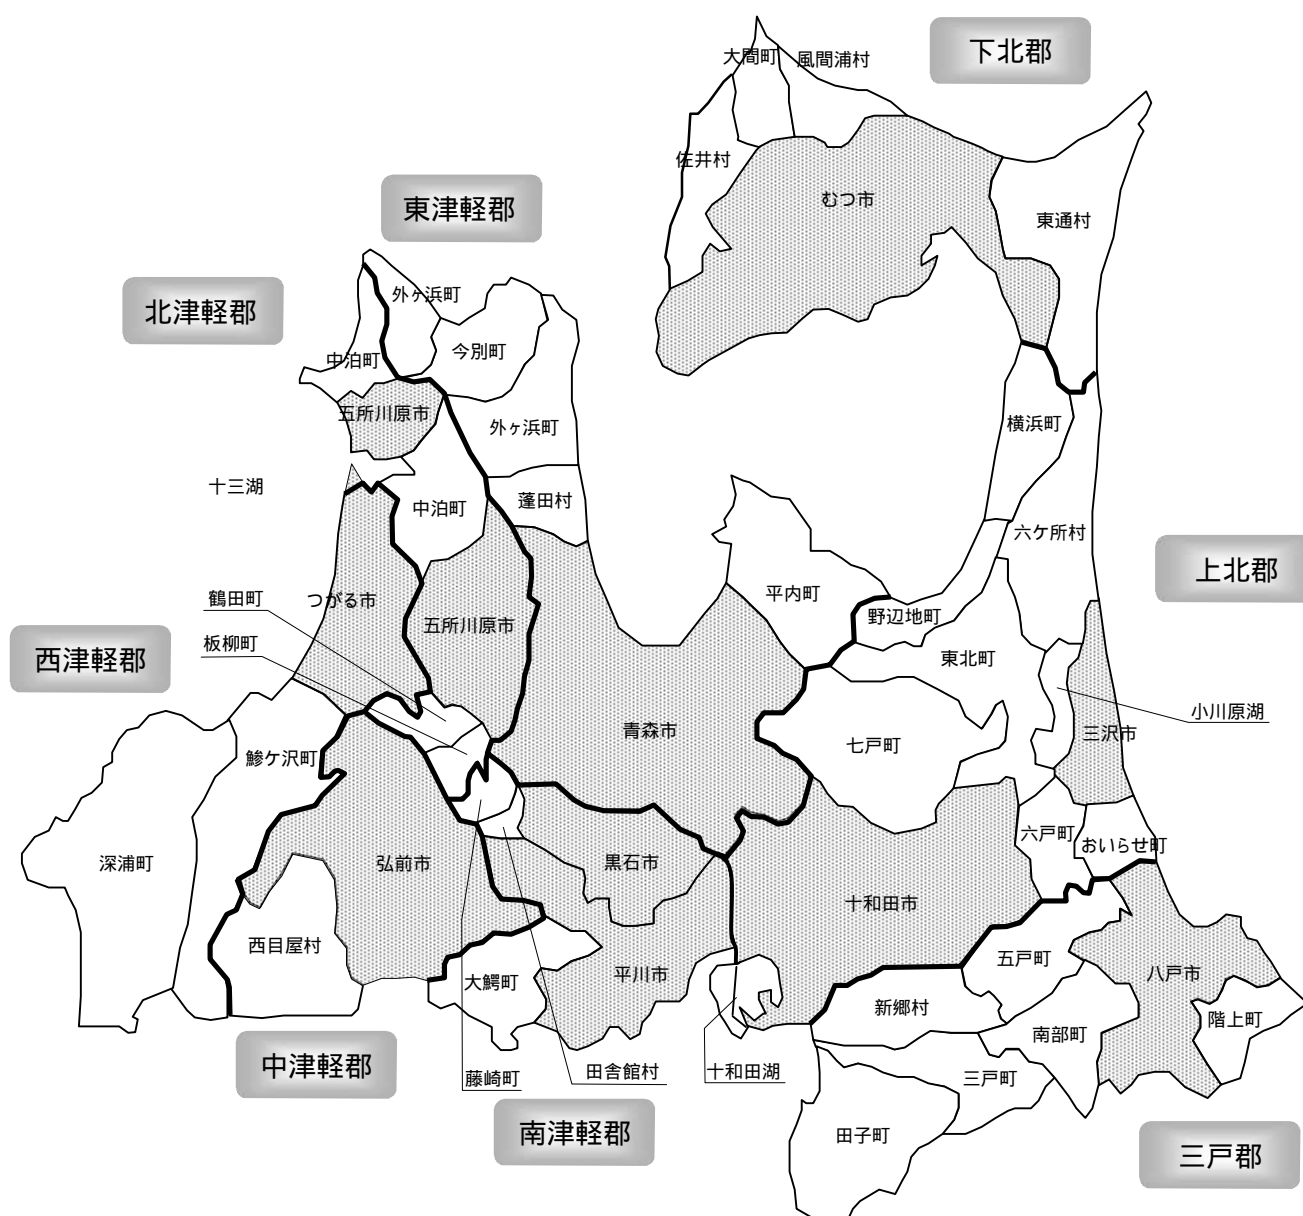 下北郡
大間町
風間浦村
佐井村
むつ市
東通村
東津軽郡
北津軽郡
外ヶ浜町
中泊町
今別町
五所川原市
外ヶ浜町
横浜町
十三湖
中泊町
蓬田村
六ケ所村
上北郡
鶴田町
つがる市
平内町
野辺地町
板柳町
五所川原市
東北町
西津軽郡
小川原湖
青森市
三沢市
七戸町
鰺ケ沢町
六戸町
おいらせ町
深浦町
弘前市
黒石市
十和田市
西目屋村
大鰐町
平川市
五戸町
八戸市
新郷村
南部町
階上町
中津軽郡
藤崎町
田舎館村
十和田湖
三戸町
南津軽郡
田子町
三戸郡